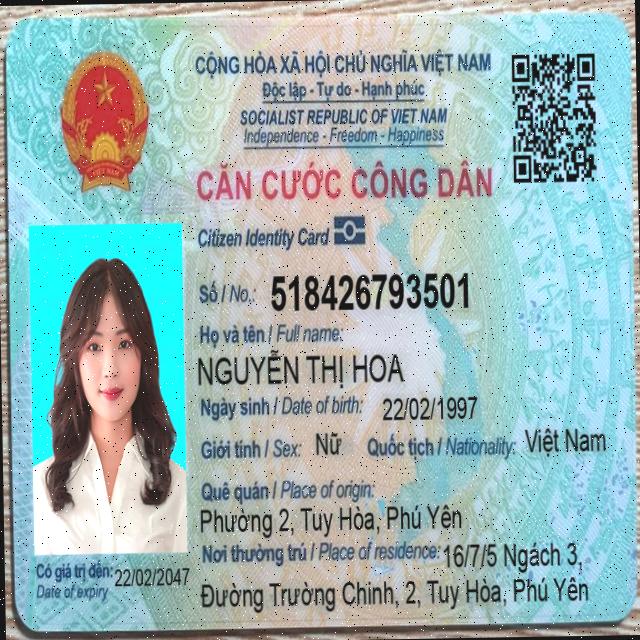 CỘNG HÒA XÃ HỘI CHỦ NGHĨA VIỆT NAM
Độc lập - Tự do - Hạnh phúc
SOCIALIST REPUBLIC OF VIET NAM
Independence - Freedom - Happiness
CĂN CƯỚC CÔNG DÂN
Citizen Identity Card
Số / No.: 518426793501
Họ và tên / Full name:
NGUYỄN THỊ HOA
Ngày sinh / Date of birth: 22/02/1997
Giới tính / Sex: Nữ Quốc tịch / Nationality: Việt Nam
Quê quán / Place of origin:
Phường 2, Tuy Hòa, Phú Yên
Nơi thường trú / Place of residence: 16/7/5 Ngách 3,
Đường Trường Chinh, 2, Tuy Hòa, Phú Yên
Có giá trị đến: 22/02/2047
Date of expiry